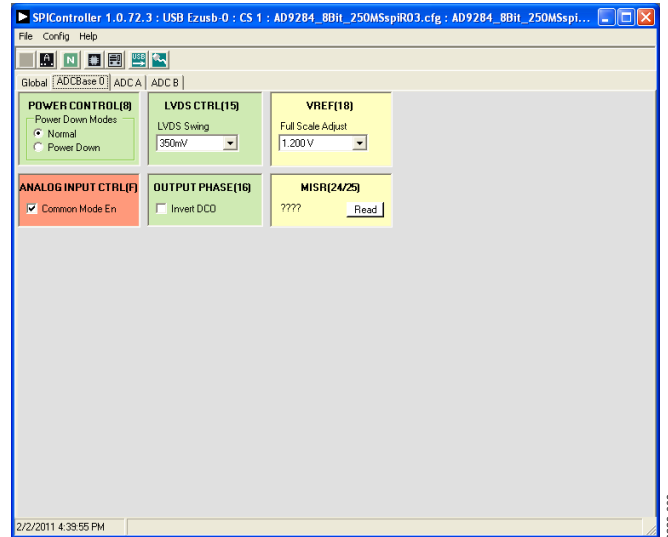 SPIController 1.0.72.3 : USB Ezusb-0 : CS 1 : AD9284_8Bit_250MSspiR03.cfg : AD9284_8Bit_250MSspi...
File Config Help
Global ADCBase 0 ADC A ADC B
POWER CONTROL(8)
Power Down Modes
Normal
Power Down
LVDS CTRL(15)
LVDS Swing
350mV
VREF(18)
Full Scale Adjust
1.200 V
ANALOG INPUT CTRL(F)
Common Mode En
OUTPUT PHASE(16)
Invert DCO
MISR(24/25)
????
Read
2/2/2011 4:39:55 PM